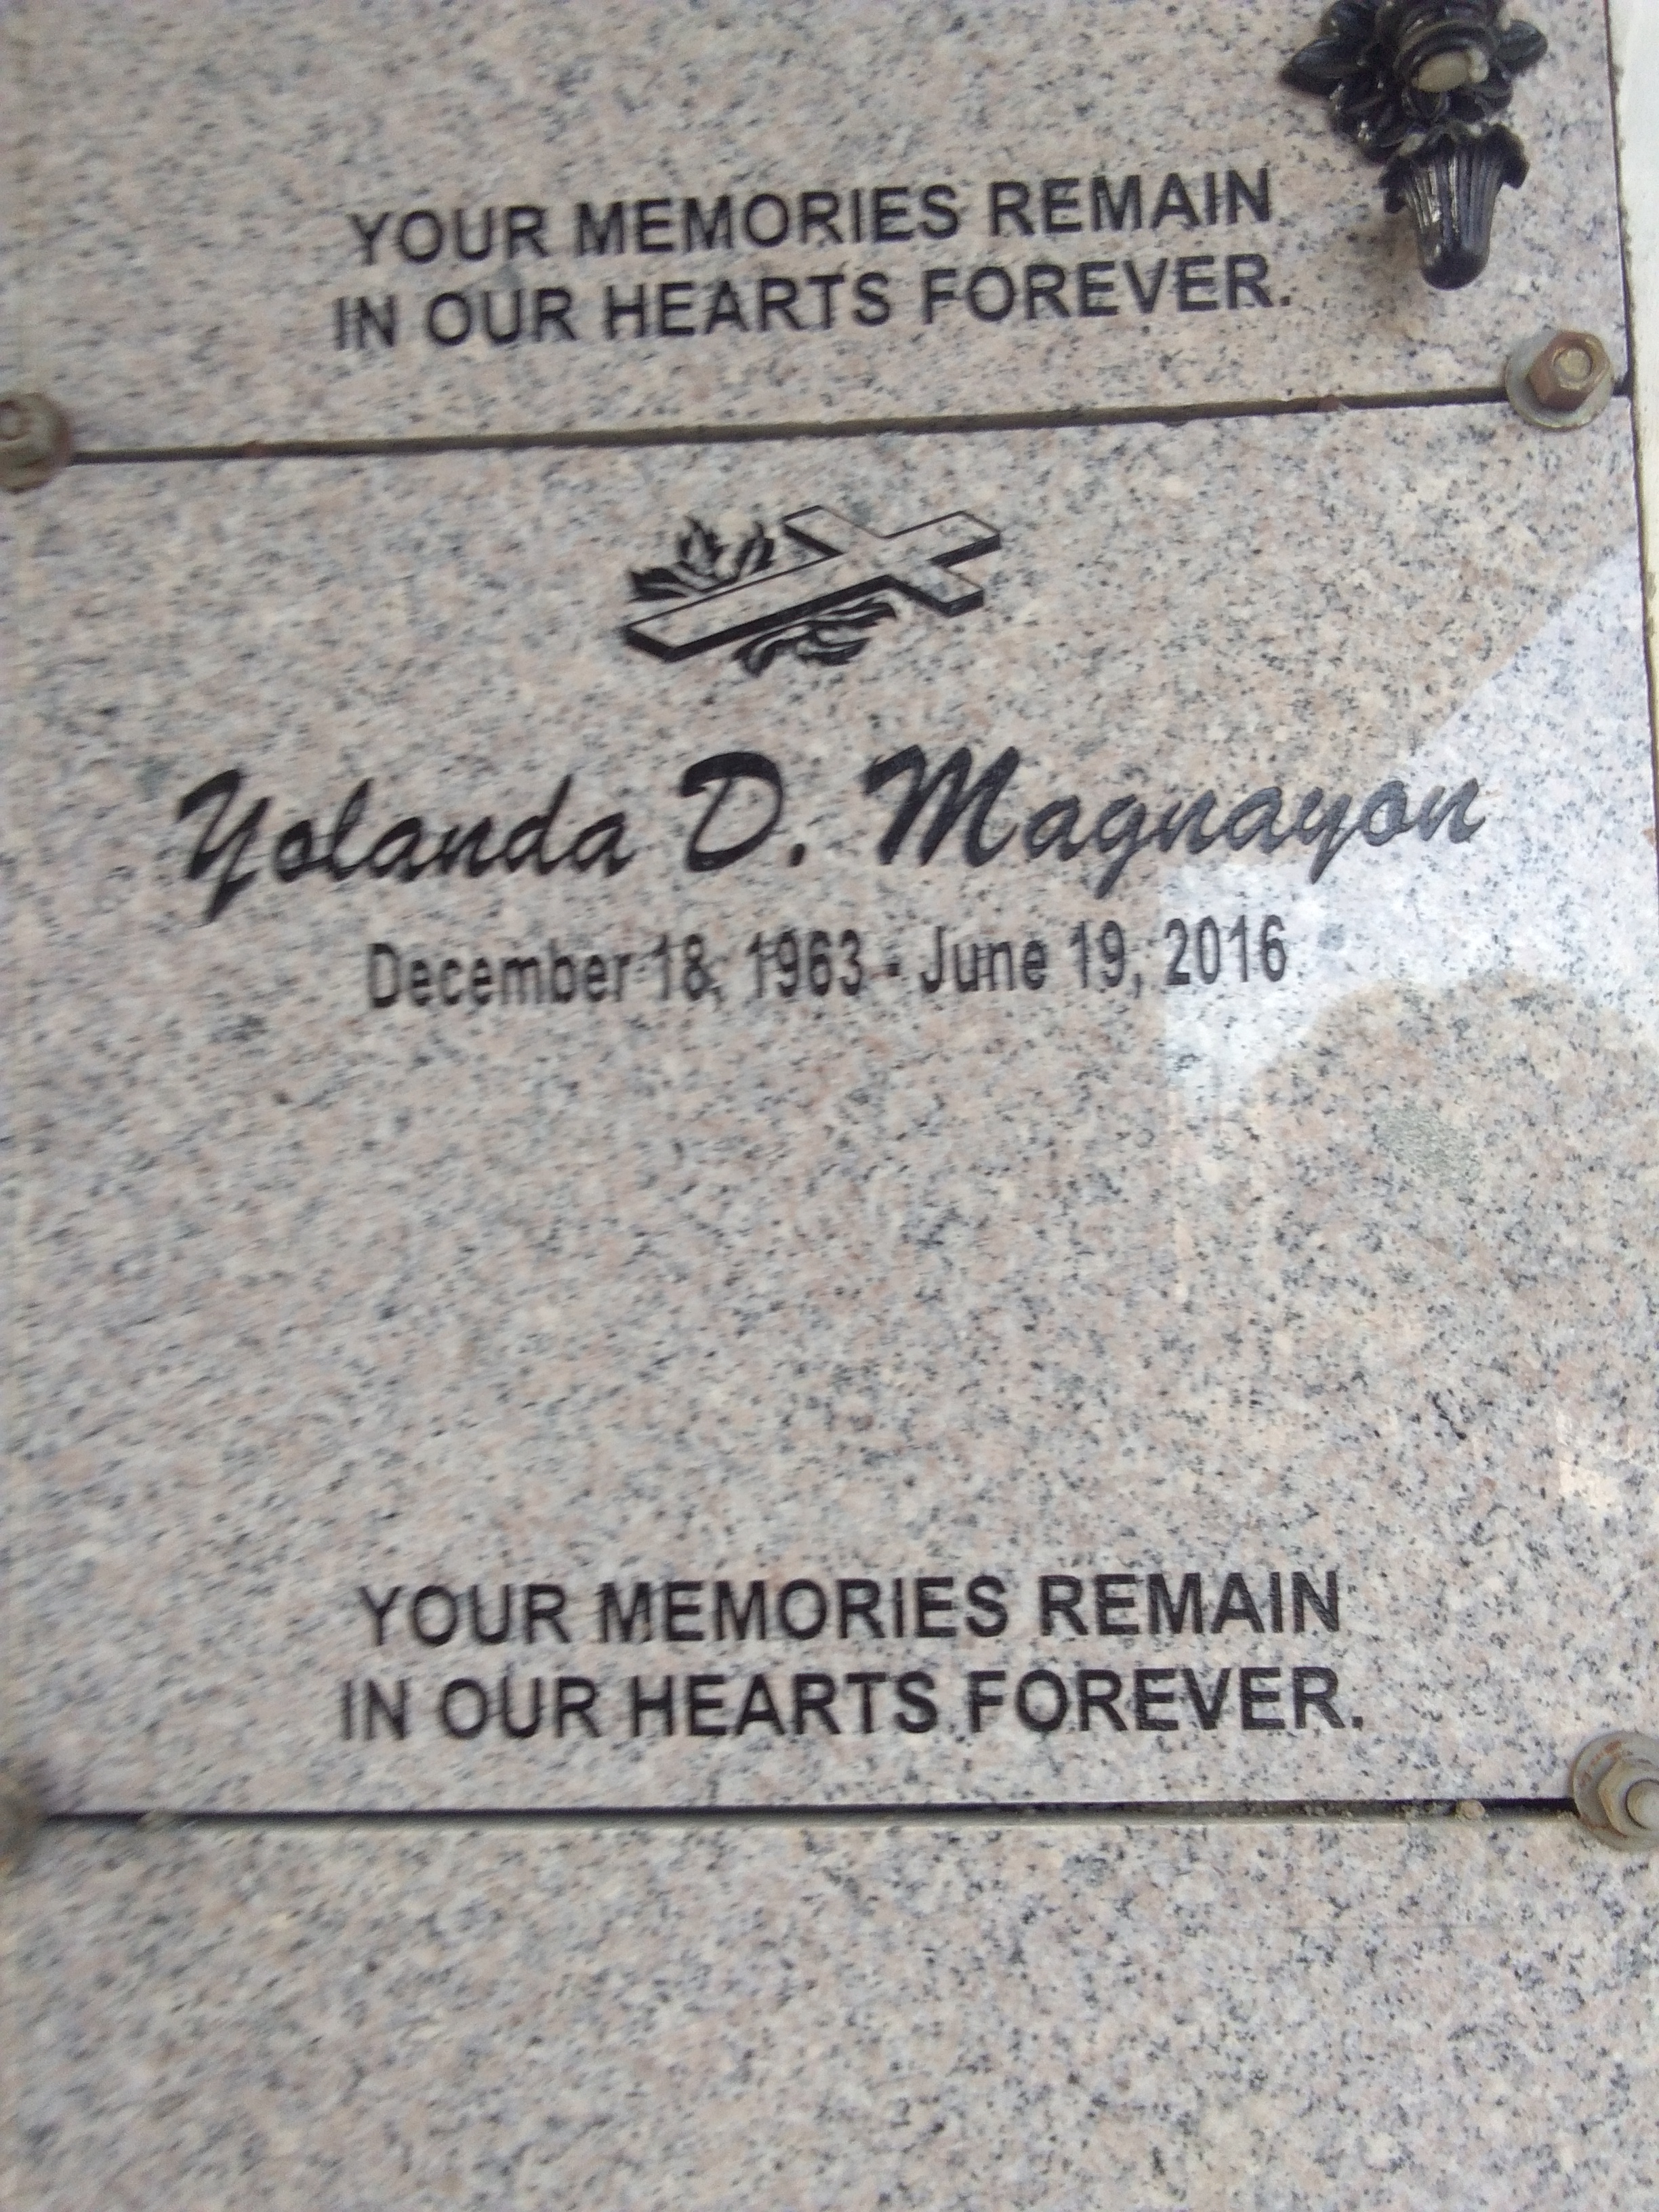 YOUR MEMORIES REMAIN
IN OUR HEARTS FOREVER.
Yolanda D. Magnayon
December 18, 1963 - June 19, 2016
YOUR MEMORIES REMAIN
IN OUR HEARTS FOREVER.